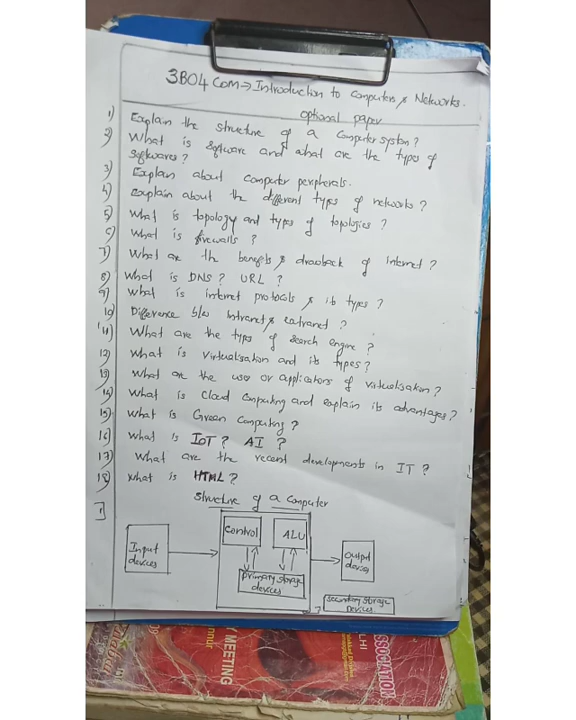 3B04 Com⇒Introduction to Computers & Networks.
optional paper
1) Explain the structure of a Computer system?
2) What is software and what are the types of
softwares?
3) Explain about computer peripherals.
4) Explain about the different types of networks?
5) What is topology and types of topologies?
6) What is firewalls?
7) What are th benefits & drawback of internet?
8) What is DNS? URL?
9) What is internet protocols & its types?
10) Difference b/w Intranet & extranet?
11) What are the types of search engine?
12) What is virtualisation and its types?
13) What are the uses or applications of virtualisation?
14) What is Cloud Computing and explain its advantages?
15) What is Green Computing?
16) What is IoT? AI?
17) What are the recent developments in IT?
18) What is HTML?
Structure of a Computer
1]
Control ALU
Input
devices
Output
devices
primary storage
devices
Secondary storage
Devices
MEETING
ASSOCIATION